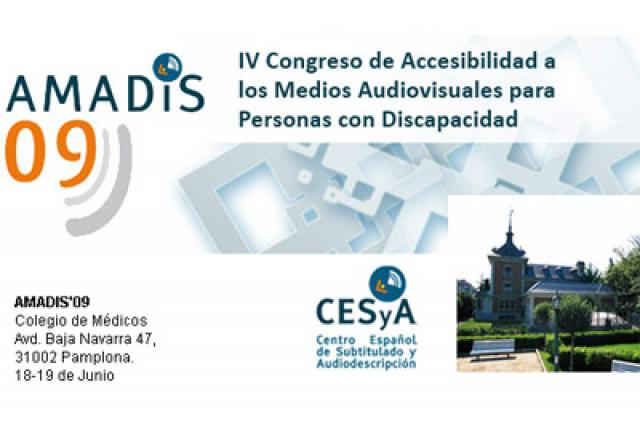 AMADiS
09
IV Congreso de Accesibilidad a
los Medios Audiovisuales para
Personas con Discapacidad
AMADIS'09
Colegio de Médicos
Avd. Baja Navarra 47,
31002 Pamplona.
18-19 de Junio
CESyA
Centro Español
de Subtitulado y
Audiodescripción